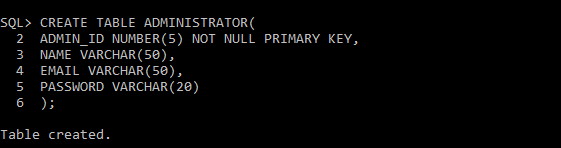 SQL> CREATE TABLE ADMINISTRATOR(
2 ADMIN_ID NUMBER(5) NOT NULL PRIMARY KEY,
3 NAME VARCHAR(50),
4 EMAIL VARCHAR(50),
5 PASSWORD VARCHAR(20)
6 );
Table created.